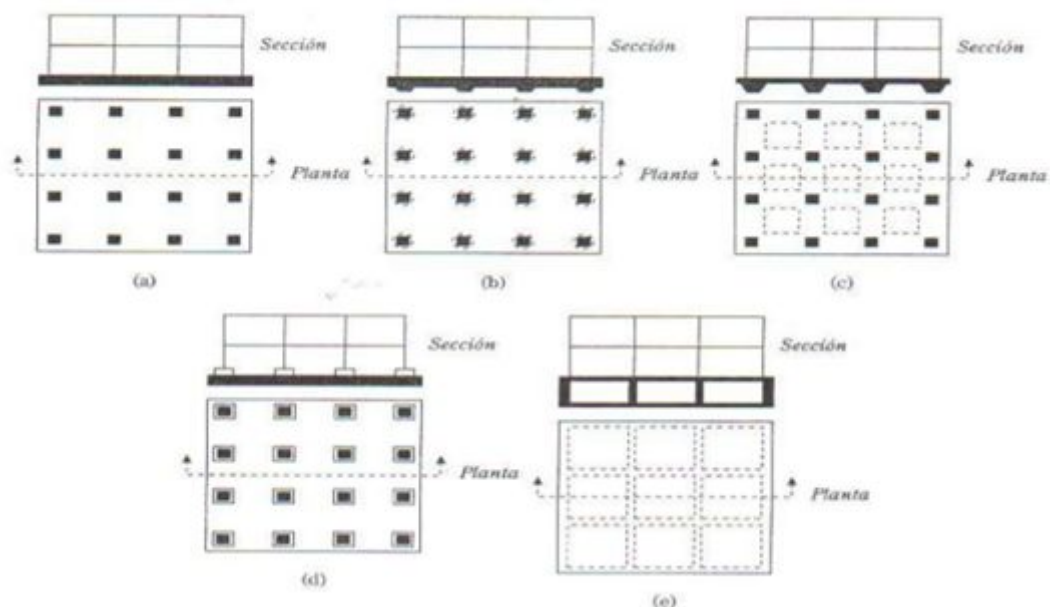 Sección
Planta
(a)
Sección
Planta
(b)
Sección
Planta
(c)
Sección
Planta
(d)
Sección
Planta
(e)